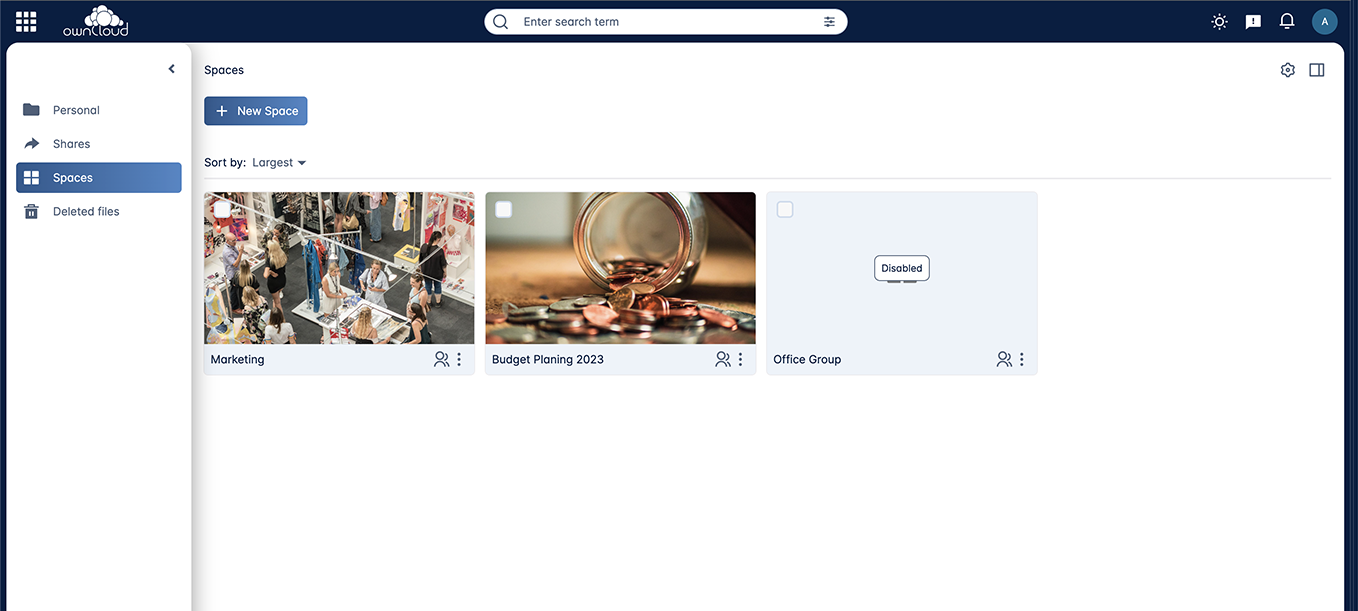 ownCloud
Enter search term
A
Personal
Shares
Spaces
Deleted files
Spaces
+ New Space
Sort by: Largest
Disabled
Marketing
Budget Planing 2023
Office Group